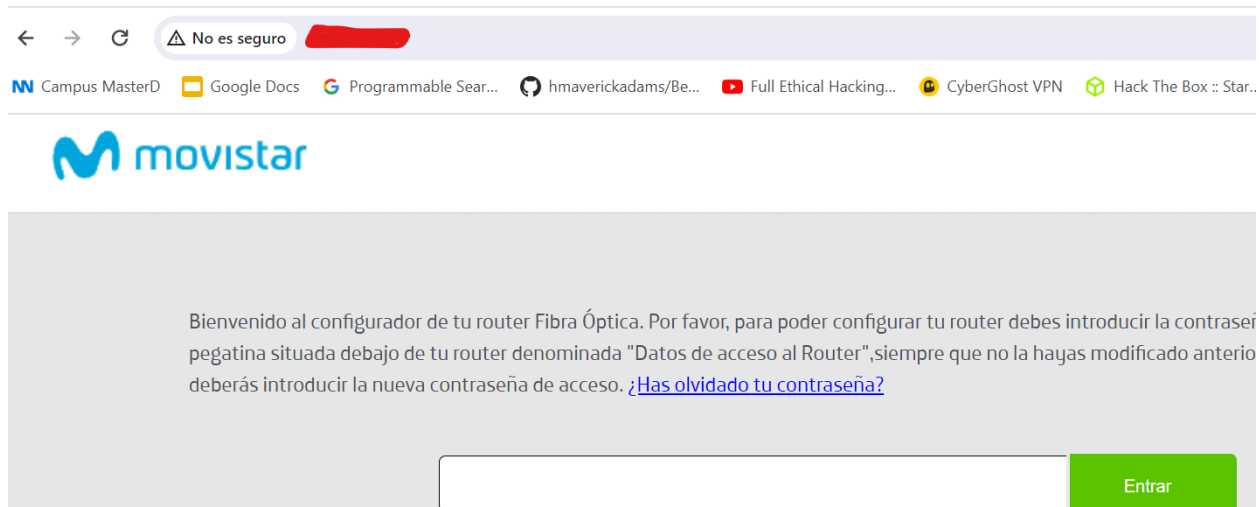 No es seguro
Campus MasterD Google Docs Programmable Sear... hmaverickadams/Be... Full Ethical Hacking... CyberGhost VPN Hack The Box :: Star...
movistar
Bienvenido al configurador de tu router Fibra Óptica. Por favor, para poder configurar tu router debes introducir la contraseñ
pegatina situada debajo de tu router denominada "Datos de acceso al Router",siempre que no la hayas modificado anterio
deberás introducir la nueva contraseña de acceso. ¿Has olvidado tu contraseña?
Entrar